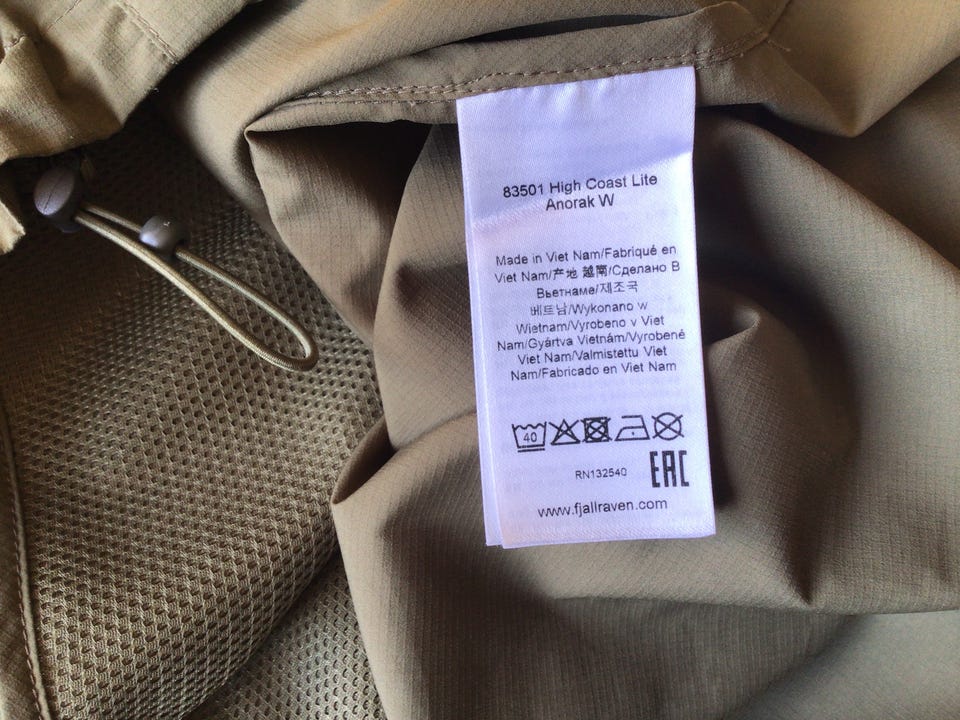 83501 High Coast Lite
Anorak W
Made in Viet Nam/Fabriqué en
Viet Nam/产地 越南/Сделано В
Вьетнаме/제조국
베트남/Wykonano w
Wietnam/Vyrobeno v Viet
Nam/Gyártva Vietnám/Vyrobené
Viet Nam/Valmistettu Viet
Nam/Fabricado en Viet Nam
40
RN132540
EAC
www.fjallraven.com